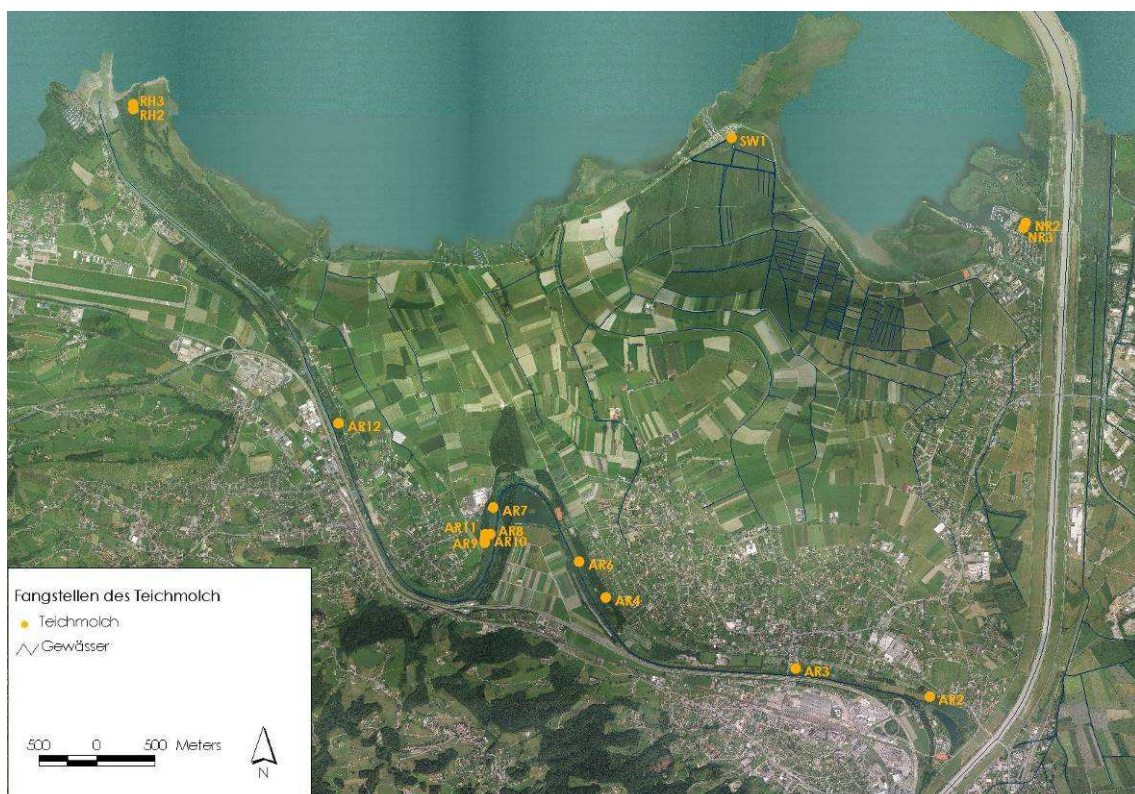 RH3
RH2
SW1
NR2
NR3
AR12
AR7
AR11
AR8
AR9
AR10
AR6
AR4
AR3
AR2
Fangstellen des Teichmolch
Teichmolch
Gewässer
500 0 500 Meters
N